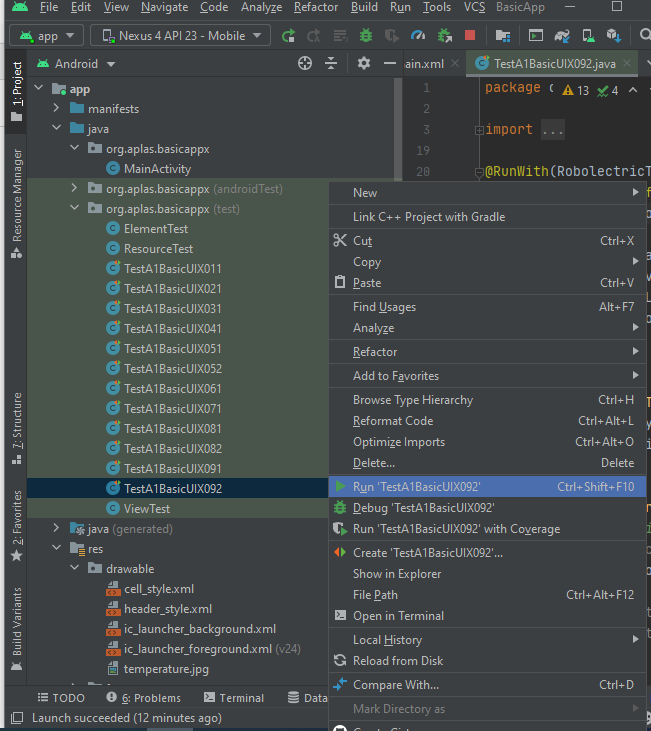 File Edit View Navigate Code Analyze Refactor Build Run Tools VCS BasicApp
app Nexus 4 API 23 - Mobile
1: Project
Android
ain.xml TestA1BasicUIX092.java
app
manifests
java
org.aplas.basicappx
MainActivity
org.aplas.basicappx (androidTest)
org.aplas.basicappx (test)
ElementTest
ResourceTest
TestA1BasicUIX011
TestA1BasicUIX021
TestA1BasicUIX031
TestA1BasicUIX041
TestA1BasicUIX051
TestA1BasicUIX052
TestA1BasicUIX061
TestA1BasicUIX071
TestA1BasicUIX081
TestA1BasicUIX082
TestA1BasicUIX091
TestA1BasicUIX092
ViewTest
java (generated)
res
drawable
cell_style.xml
header_style.xml
ic_launcher_background.xml
ic_launcher_foreground.xml (v24)
temperature.jpg
Resource Manager
7: Structure
2: Favorites
Build Variants
1 package 13 4
2
3 import ...
19
20 @RunWith(RobolectricT
New
Link C++ Project with Gradle
Cut Ctrl+X
Copy
Paste Ctrl+V
Find Usages Alt+F7
Analyze
Refactor
Add to Favorites
Browse Type Hierarchy Ctrl+H
Reformat Code Ctrl+Alt+L
Optimize Imports Ctrl+Alt+O
Delete... Delete
Run 'TestA1BasicUIX092' Ctrl+Shift+F10
Debug 'TestA1BasicUIX092'
Run 'TestA1BasicUIX092' with Coverage
Create 'TestA1BasicUIX092'...
Show in Explorer
File Path Ctrl+Alt+F12
Open in Terminal
Local History
Reload from Disk
Compare With... Ctrl+D
Mark Directory as
TODO 6: Problems Terminal Data
Launch succeeded (12 minutes ago)